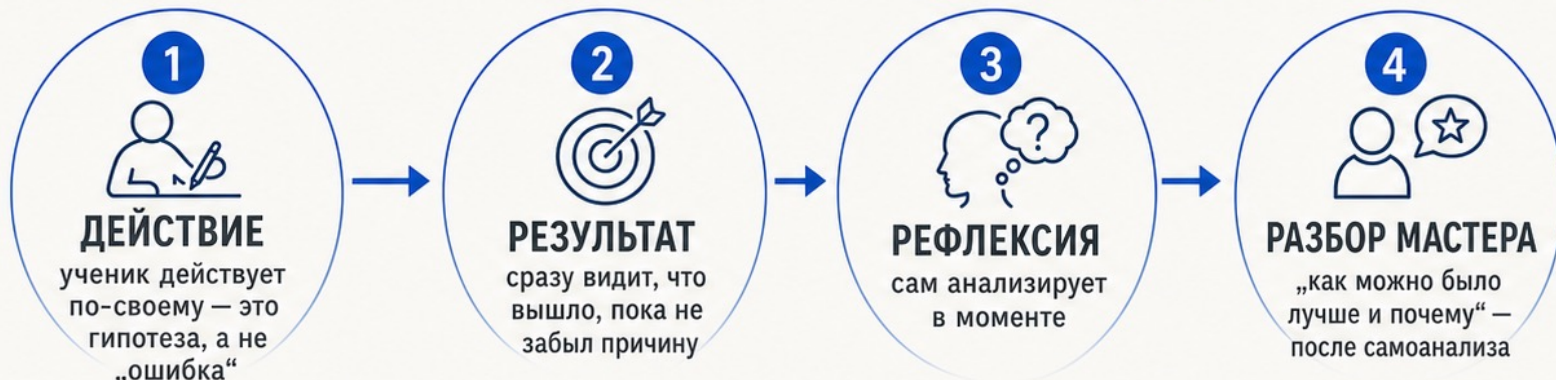 1
ДЕЙСТВИЕ
ученик действует
по-своему — это
гипотеза, а не
„ошибка“
2
РЕЗУЛЬТАТ
сразу видит, что
вышло, пока не
забыл причину
3
?
РЕФЛЕКСИЯ
сам анализирует
в моменте
4
РАЗБОР МАСТЕРА
„как можно было
лучше и почему“ —
после самоанализа